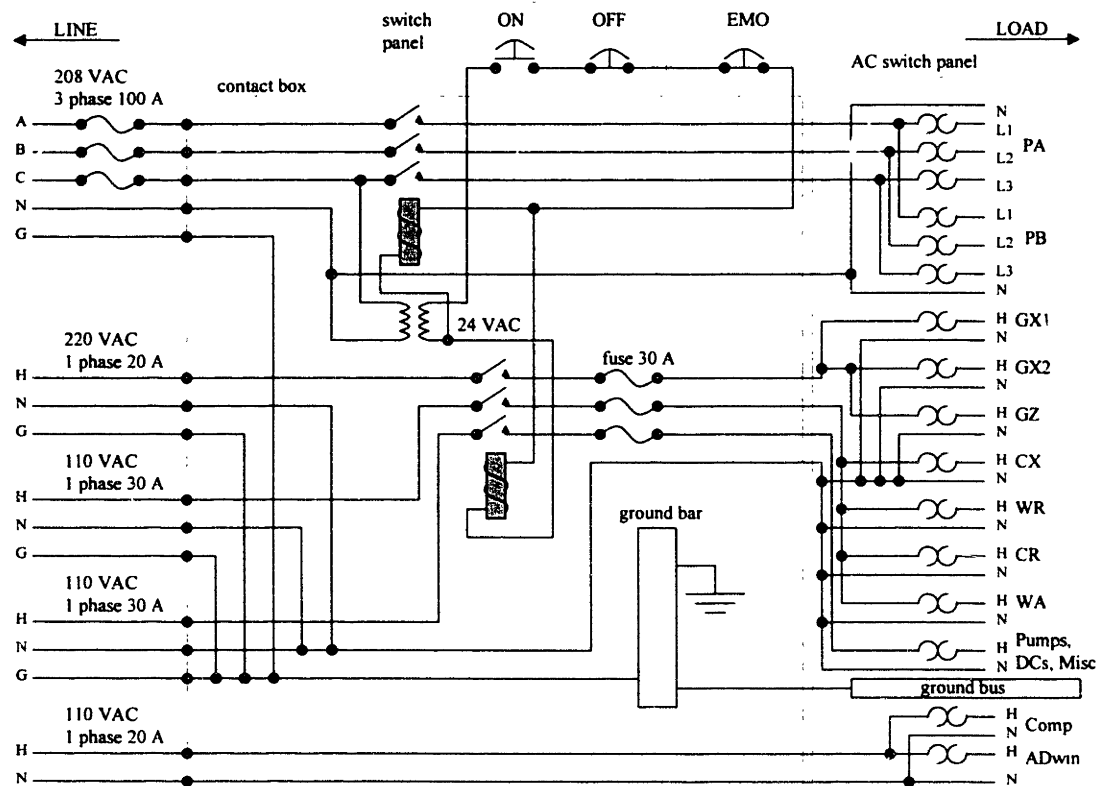 LINE
switch
panel
ON
OFF
EMO
LOAD
AC switch panel
208 VAC
3 phase 100 A
contact box
A
B
C
N
G
N
L1
L2
L3
PA
L1
L2
L3
N
PB
24 VAC
220 VAC
1 phase 20 A
fuse 30 A
H
N
G
H GX1
N
H GX2
N
H GZ
N
110 VAC
1 phase 30 A
H
N
G
H CX
N
H WR
N
ground bar
H CR
N
110 VAC
1 phase 30 A
H
N
G
H WA
N
H Pumps,
N DCs, Misc
ground bus
110 VAC
1 phase 20 A
H
N
H
N
Comp
H ADwin
N